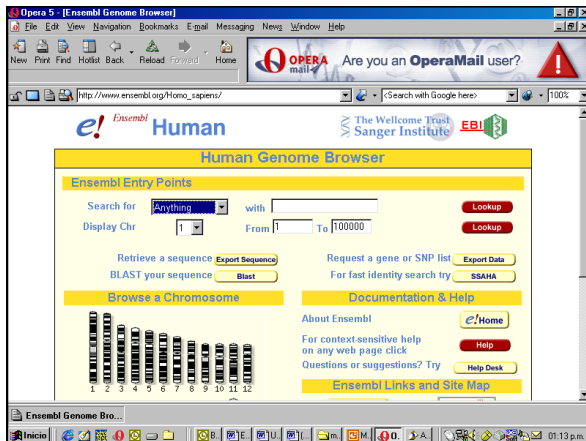 Opera 5 - [Ensembl Genome Browser]
File Edit View Navigation Bookmarks E-mail Messaging News Window Help
New Print Find Hotlist Back Reload Forward Home
OPERA mail Are you an OperaMail user?
http://www.ensembl.org/Homo_sapiens/ <Search with Google here> 100%
e! Ensembl Human The Wellcome Trust Sanger Institute EBI
Human Genome Browser
Ensembl Entry Points
Search for Anything with Lookup
Display Chr 1 From 1 To 100000 Lookup
Retrieve a sequence Export Sequence Request a gene or SNP list Export Data
BLAST your sequence Blast For fast identity search try SSAHA
Browse a Chromosome Documentation & Help
About Ensembl e!Home
For context-sensitive help
on any web page click Help
Questions or suggestions? Try Help Desk
1 2 3 4 5 6 7 8 9 10 11 12
Ensembl Links and Site Map
Ensembl Genome Bro...
Inicio B. E.. U.. (.. m. M. O. A.. 01:13 p.m.